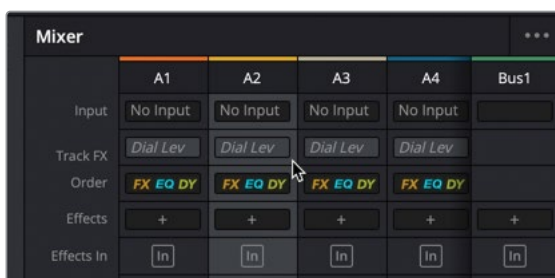 Mixer
A1 A2 A3 A4 Bus1
Input No Input No Input No Input No Input
Track FX Dial Lev Dial Lev Dial Lev Dial Lev
Order FX EQ DY FX EQ DY FX EQ DY FX EQ DY
Effects + + + + +
Effects In In In In In In